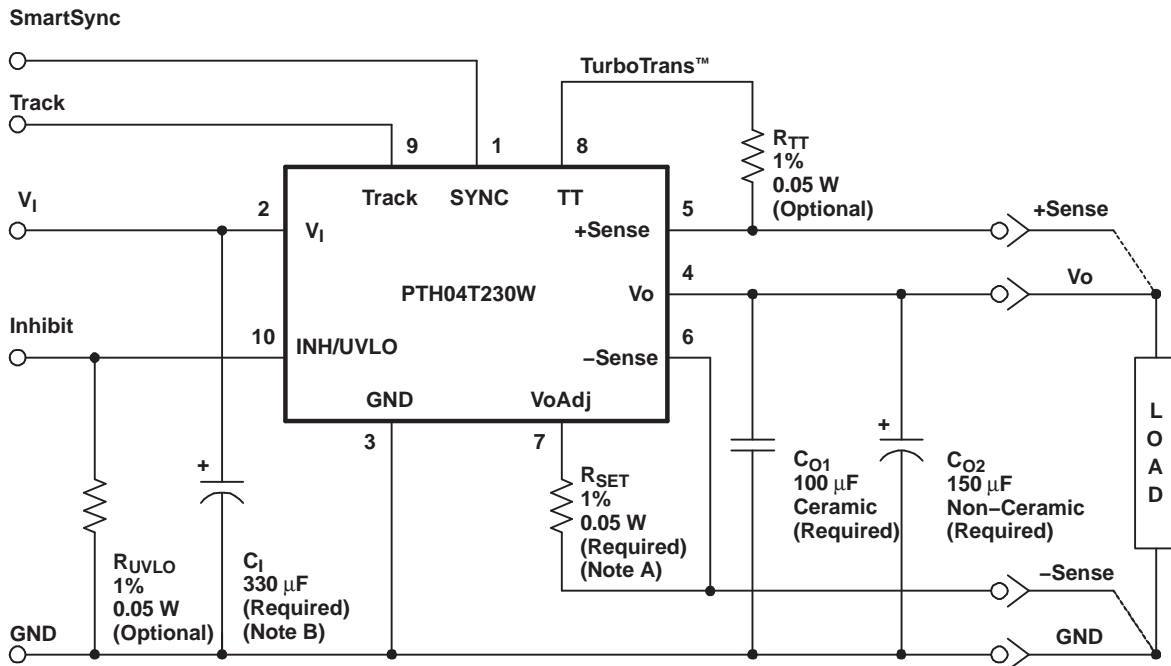 SmartSync
TurboTrans™
Track
9
1
8
R_TT
1%
0.05 W
(Optional)
Track
SYNC
TT
V_I
2
V_I
5
+Sense
+Sense
4
PTH04T230W
Vo
Vo
Inhibit
10
INH/UVLO
6
−Sense
GND
VoAdj
3
7
+
R_SET
1%
0.05 W
(Required)
(Note A)
C_O1
100 μF
Ceramic
(Required)
+
C_O2
150 μF
Non−Ceramic
(Required)
L
O
A
D
R_UVLO
1%
0.05 W
(Optional)
C_I
330 μF
(Required)
(Note B)
−Sense
GND
GND